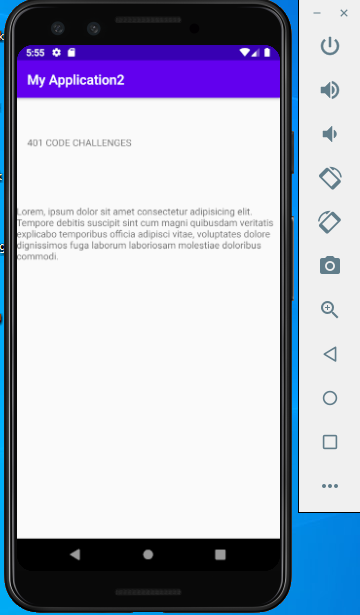 5:55
My Application2
401 CODE CHALLENGES
Lorem, ipsum dolor sit amet consectetur adipisicing elit.
Tempore debitis suscipit sint cum magni quibusdam veritatis
explicabo temporibus officia adipisci vitae, voluptates dolore
dignissimos fuga laborum laboriosam molestiae doloribus
commodi.